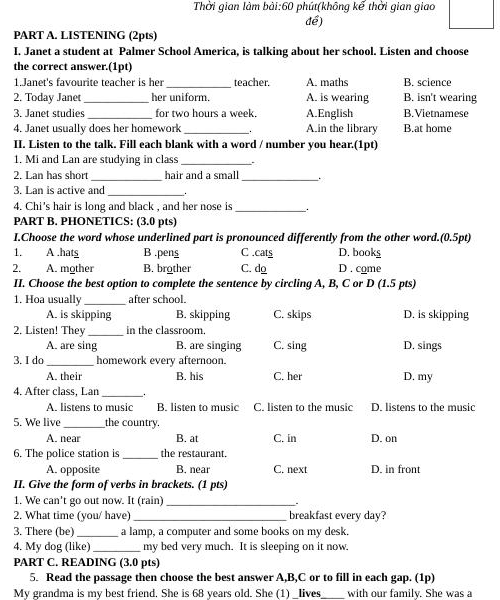 Thời gian làm bài:60 phút(không kể thời gian giao
đề)
PART A. LISTENING (2pts)
I. Janet a student at Palmer School America, is talking about her school. Listen and choose
the correct answer.(1pt)
1.Janet's favourite teacher is her ___________ teacher. A. maths B. science
2. Today Janet ___________ her uniform. A. is wearing B. isn't wearing
3. Janet studies ___________ for two hours a week. A.English B.Vietnamese
4. Janet usually does her homework ___________. A.in the library B.at home
II. Listen to the talk. Fill each blank with a word / number you hear.(1pt)
1. Mi and Lan are studying in class ____________.
2. Lan has short ____________ hair and a small _____________.
3. Lan is active and _____________.
4. Chi's hair is long and black , and her nose is ____________.
PART B. PHONETICS: (3.0 pts)
I.Choose the word whose underlined part is pronounced differently from the other word.(0.5pt)
1. A .hats B .pens C .cats D. books
2. A. mother B. brother C. do D . come
II. Choose the best option to complete the sentence by circling A, B, C or D (1.5 pts)
1. Hoa usually _______ after school.
A. is skipping B. skipping C. skips D. is skipping
2. Listen! They ______ in the classroom.
A. are sing B. are singing C. sing D. sings
3. I do ________ homework every afternoon.
A. their B. his C. her D. my
4. After class, Lan _______.
A. listens to music B. listen to music C. listen to the music D. listens to the music
5. We live _______the country.
A. near B. at C. in D. on
6. The police station is ______ the restaurant.
A. opposite B. near C. next D. in front
II. Give the form of verbs in brackets. (1 pts)
1. We can't go out now. It (rain) ______________________.
2. What time (you/ have) __________________________ breakfast every day?
3. There (be) _______ a lamp, a computer and some books on my desk.
4. My dog (like) ________ my bed very much. It is sleeping on it now.
PART C. READING (3.0 pts)
5. Read the passage then choose the best answer A,B,C or to fill in each gap. (1p)
My grandma is my best friend. She is 68 years old. She (1) _lives____ with our family. She was a